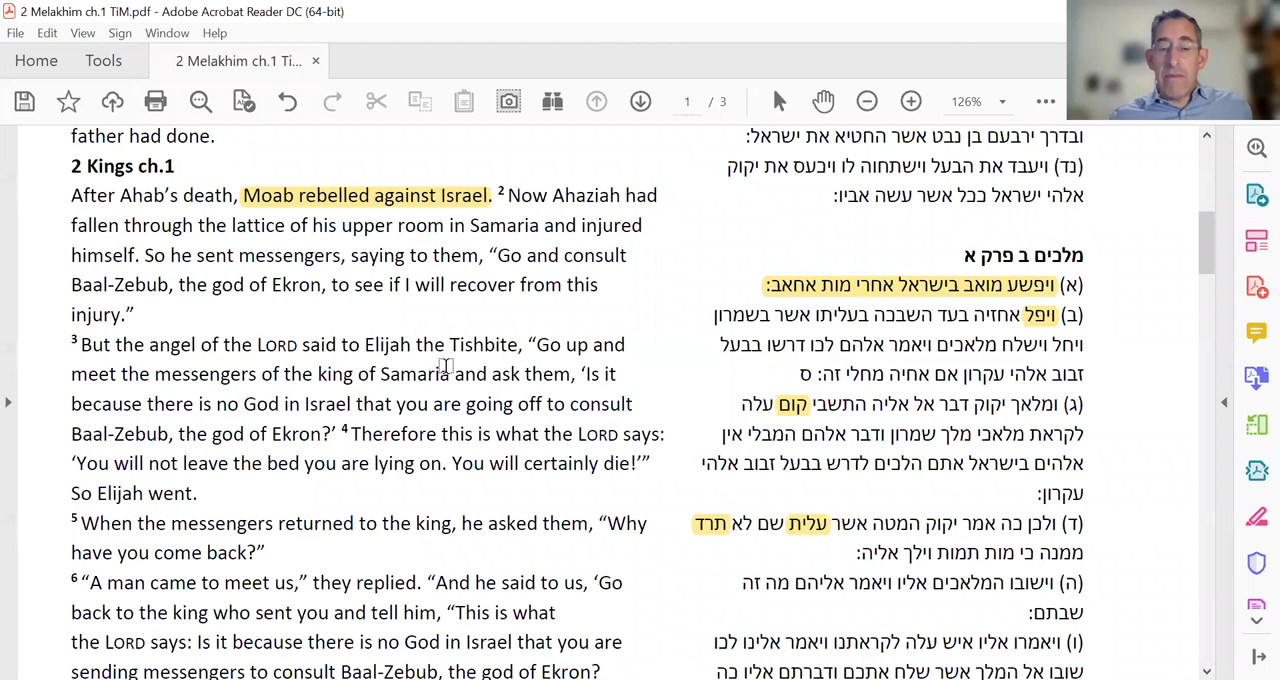 2 Melakhim ch.1 TiM.pdf - Adobe Acrobat Reader DC (64-bit)
File Edit View Sign Window Help
Home Tools 2 Melakhim ch.1 Ti... ×
1 / 3 126%
father had done.
2 Kings ch.1
After Ahab’s death, Moab rebelled against Israel. 2 Now Ahaziah had
fallen through the lattice of his upper room in Samaria and injured
himself. So he sent messengers, saying to them, “Go and consult
Baal-Zebub, the god of Ekron, to see if I will recover from this
injury.”
3 But the angel of the LORD said to Elijah the Tishbite, “Go up and
meet the messengers of the king of Samaria and ask them, ‘Is it
because there is no God in Israel that you are going off to consult
Baal-Zebub, the god of Ekron?’ 4 Therefore this is what the LORD says:
‘You will not leave the bed you are lying on. You will certainly die!’”
So Elijah went.
5 When the messengers returned to the king, he asked them, “Why
have you come back?”
6 “A man came to meet us,” they replied. “And he said to us, ‘Go
back to the king who sent you and tell him, “This is what
the LORD says: Is it because there is no God in Israel that you are
sending messengers to consult Baal-Zebub, the god of Ekron?
ובדרך ירבעם בן נבט אשר החטיא את ישראל:
(נד) ויעבד את הבעל וישתחוה לו ויכעס את יקוק
אלהי ישראל ככל אשר עשה אביו:
מלכים ב פרק א
(א) ויפשע מואב בישראל אחרי מות אחאב:
(ב) ויפל אחזיה בעד השבכה בעליתו אשר בשמרון
ויחל וישלח מלאכים ויאמר אלהם לכו דרשו בבעל
זבוב אלהי עקרון אם אחיה מחלי זה: ס
(ג) ומלאך יקוק דבר אל אליה התשבי קום עלה
לקראת מלאכי מלך שמרון ודבר אלהם המבלי אין
אלהים בישראל אתם הלכים לדרש בבעל זבוב אלהי
עקרון:
(ד) ולכן כה אמר יקוק המטה אשר עלית שם לא תרד
ממנה כי מות תמות וילך אליה:
(ה) וישובו המלאכים אליו ויאמר אליהם מה זה
שבתם:
(ו) ויאמרו אליו איש עלה לקראתנו ויאמר אלינו לכו
שובו אל המלך אשר שלח אתכם ודברתם אליו כה